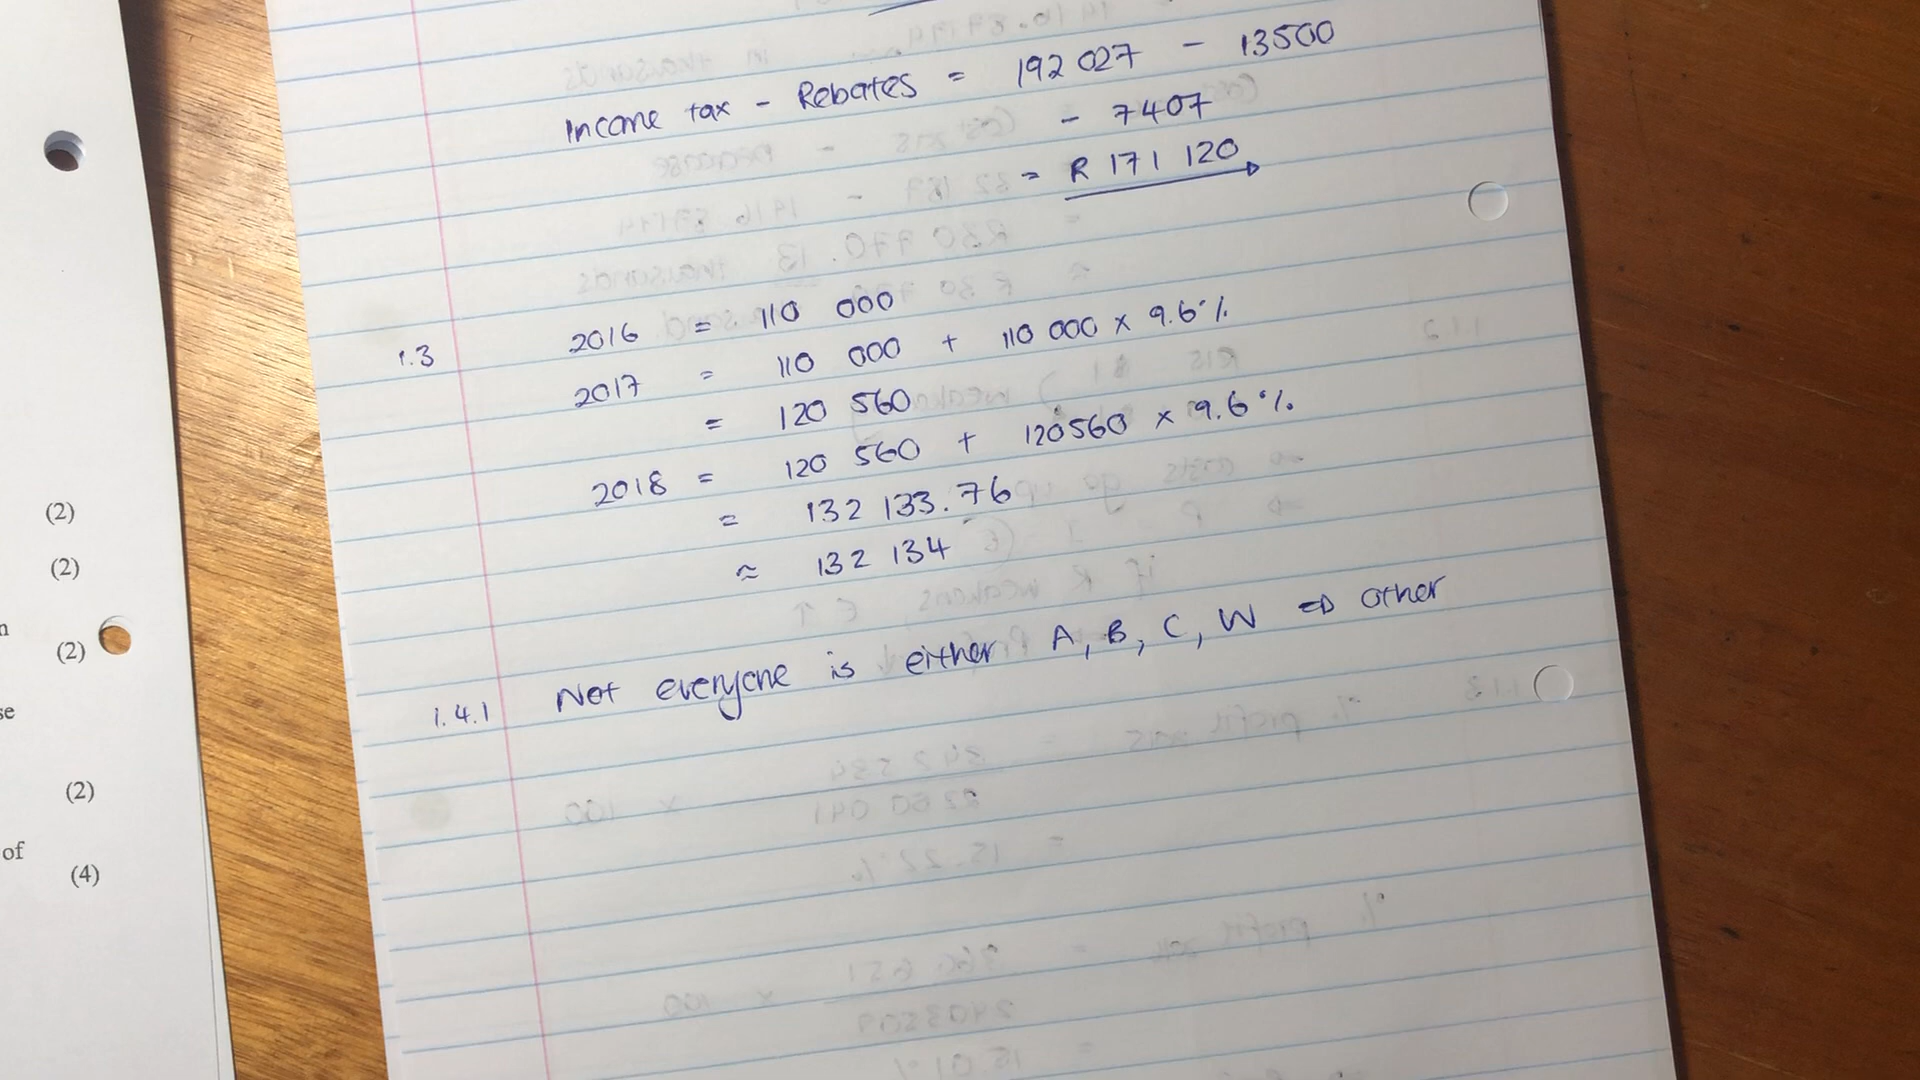 Income tax - Rebates = 192 027 - 13500
- 7407
= R 171 120
1.3 2016 = 110 000
2017 = 110 000 + 110 000 x 9.6%
= 120 560
2018 = 120 560 + 120560 x 9.6%
= 132 133.76
≈ 132 134
1.4.1 Not everyone is either A, B, C, W => other
(2)
(2)
(2)
se
(2)
of
(4)